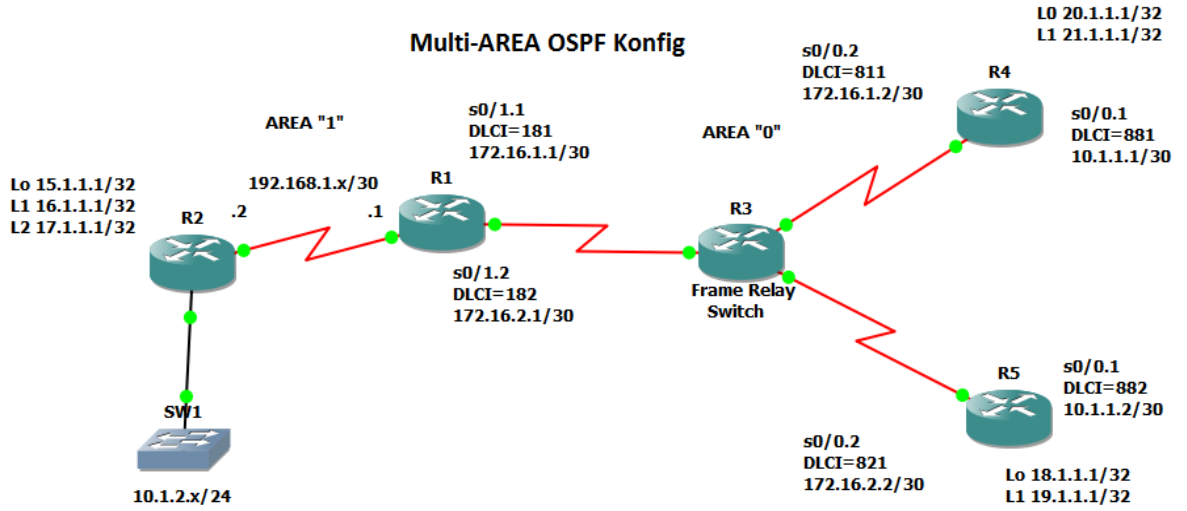 Multi-AREA OSPF Konfig
L0 20.1.1.1/32
L1 21.1.1.1/32
s0/0.2
DLCI=811
172.16.1.2/30
R4
s0/0.1
DLCI=881
10.1.1.1/30
s0/1.1
DLCI=181
172.16.1.1/30
AREA "1"
AREA "0"
Lo 15.1.1.1/32
L1 16.1.1.1/32
L2 17.1.1.1/32
192.168.1.x/30
R1
R2
.2
.1
R3
Frame Relay
Switch
s0/1.2
DLCI=182
172.16.2.1/30
R5
s0/0.1
DLCI=882
10.1.1.2/30
SW1
10.1.2.x/24
s0/0.2
DLCI=821
172.16.2.2/30
Lo 18.1.1.1/32
L1 19.1.1.1/32